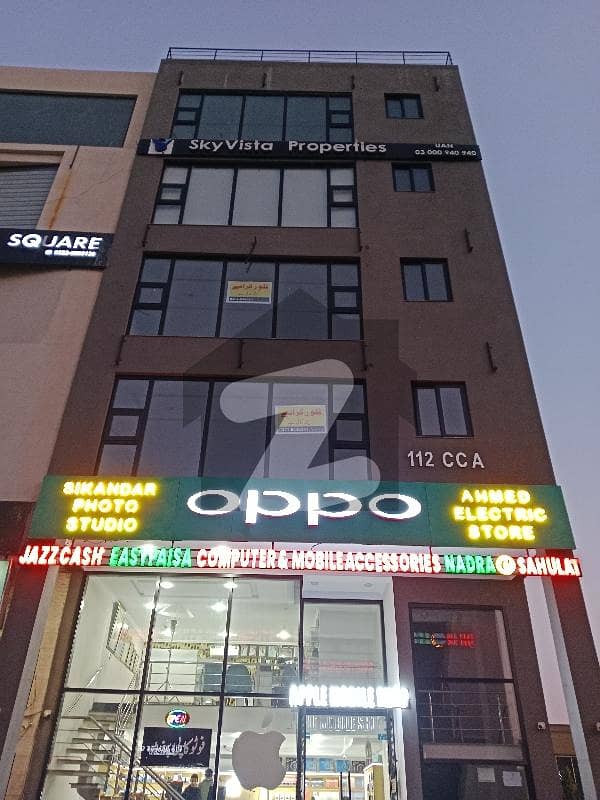 SkyVista Properties
UAN
03 000 940 940
SQUARE
112 CCA
SIKANDAR
PHOTO
STUDIO
oppo
AHMED
ELECTRIC
STORE
JAZZCASH EASYPAISA COMPUTER & MOBILE ACCESSORIES NADRA SAHULAT
APPLE MOBILE